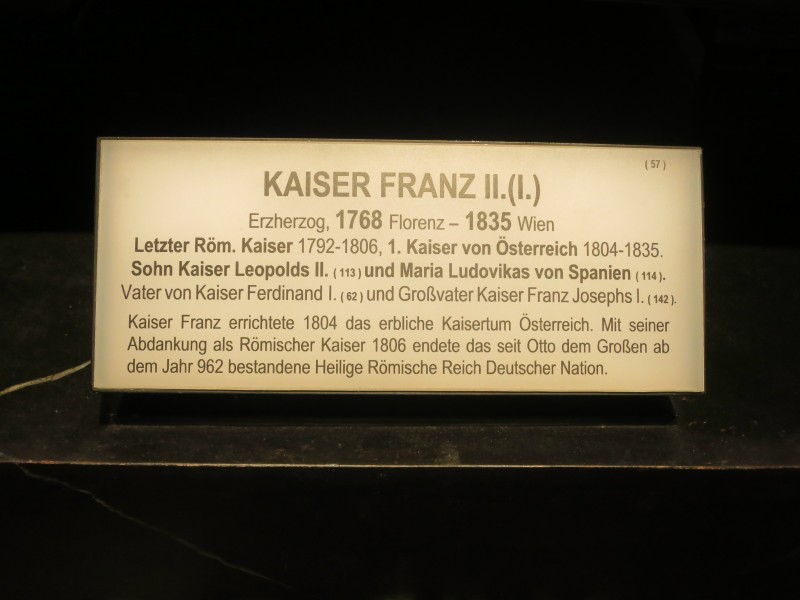 ( 57 )
KAISER FRANZ II.(I.)
Erzherzog, 1768 Florenz – 1835 Wien
Letzter Röm. Kaiser 1792-1806, 1. Kaiser von Österreich 1804-1835.
Sohn Kaiser Leopolds II. ( 113 ) und Maria Ludovikas von Spanien ( 114 ).
Vater von Kaiser Ferdinand I. ( 62 ) und Großvater Kaiser Franz Josephs I. ( 142 ).
Kaiser Franz errichtete 1804 das erbliche Kaisertum Österreich. Mit seiner
Abdankung als Römischer Kaiser 1806 endete das seit Otto dem Großen ab
dem Jahr 962 bestandene Heilige Römische Reich Deutscher Nation.